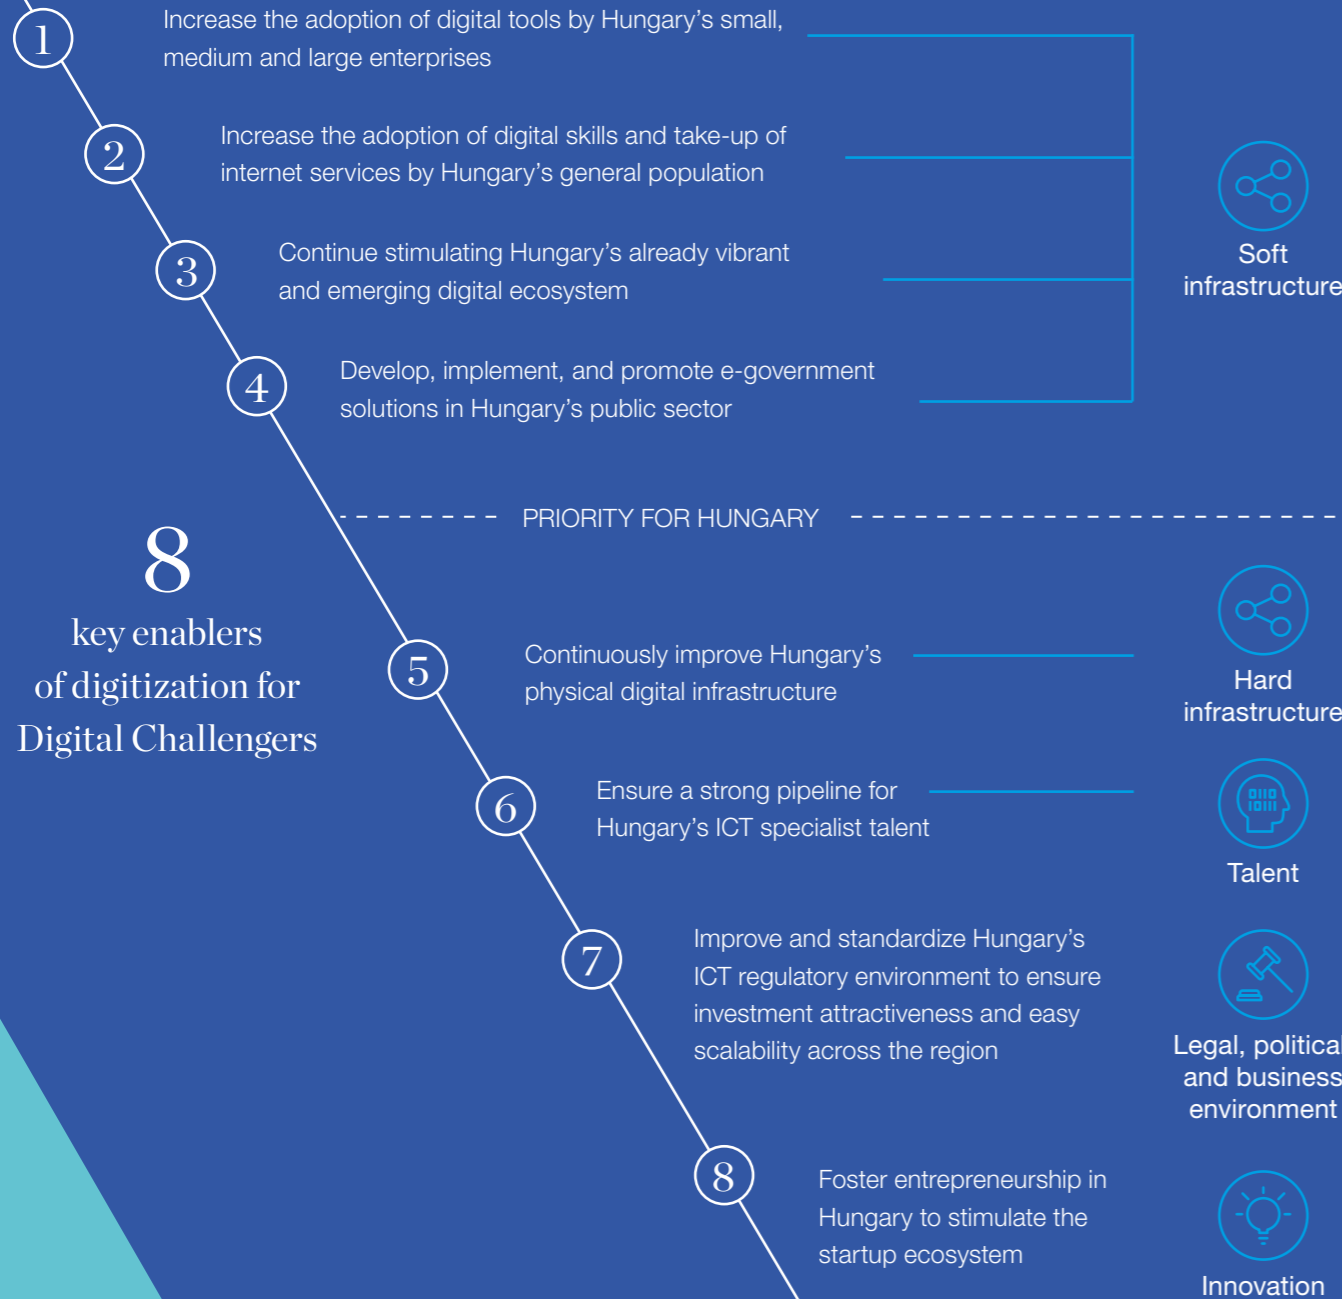 1
Increase the adoption of digital tools by Hungary’s small,
medium and large enterprises
2
Increase the adoption of digital skills and take-up of
internet services by Hungary’s general population
Soft
infrastructure
3
Continue stimulating Hungary’s already vibrant
and emerging digital ecosystem
4
Develop, implement, and promote e-government
solutions in Hungary’s public sector
PRIORITY FOR HUNGARY
8
key enablers
of digitization for
Digital Challengers
5
Continuously improve Hungary’s
physical digital infrastructure
Hard
infrastructure
6
Ensure a strong pipeline for
Hungary’s ICT specialist talent
0110
10111
Talent
7
Improve and standardize Hungary’s
ICT regulatory environment to ensure
investment attractiveness and easy
scalability across the region
Legal, political
and business
environment
8
Foster entrepreneurship in
Hungary to stimulate the
startup ecosystem
Innovation